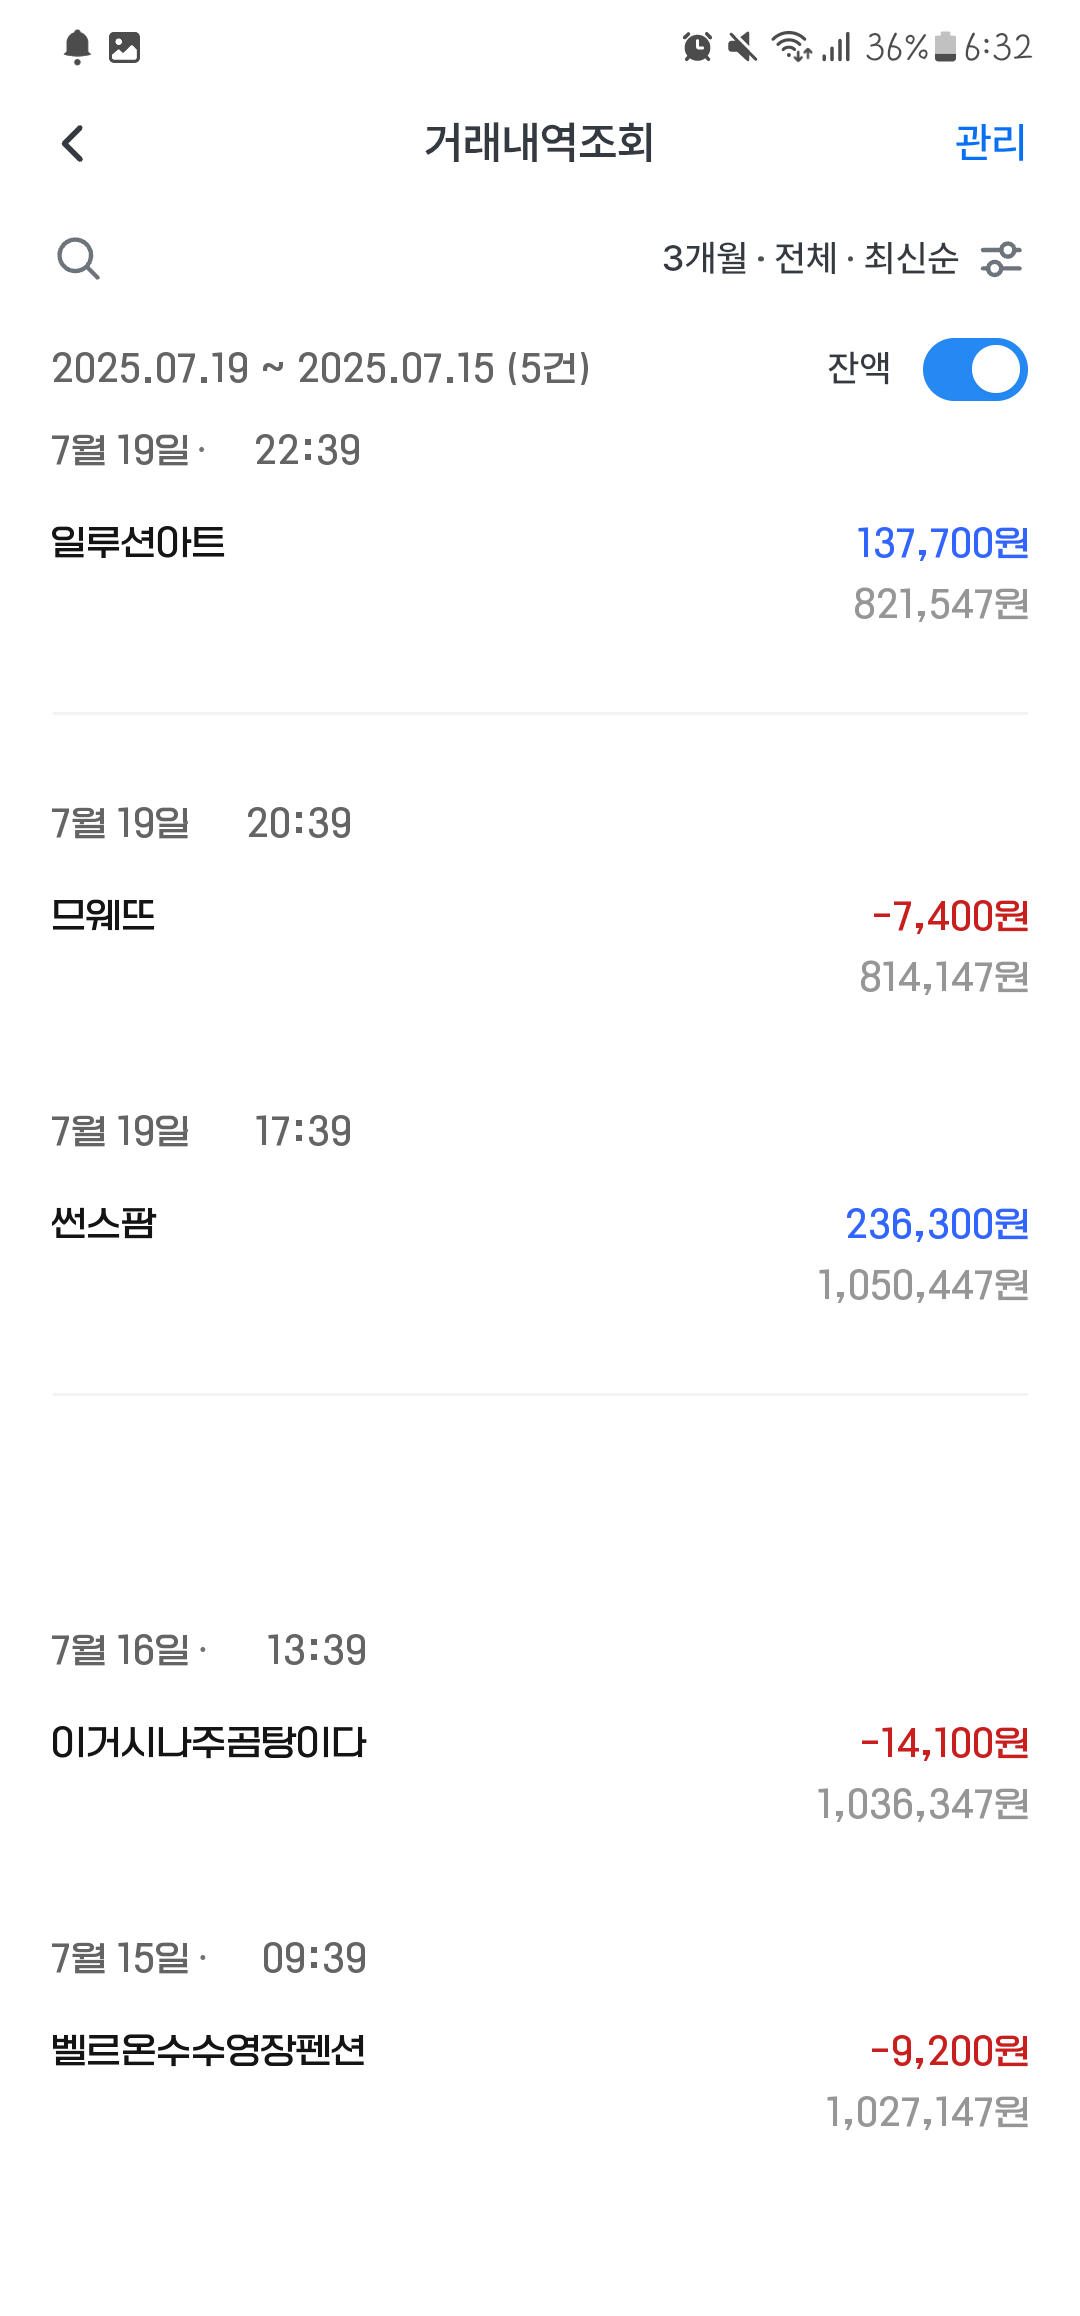 36% 6:32
거래내역조회 관리
3개월 · 전체 · 최신순
2025.07.19 ~ 2025.07.15 (5건) 잔액
7월 19일 · 22:39
일루션아트 137,700원
821,547원
7월 19일 20:39
므웨뜨 -7,400원
814,147원
7월 19일 17:39
썬스팜 236,300원
1,050,447원
7월 16일 · 13:39
이거시나주곰탕이다 -14,100원
1,036,347원
7월 15일 · 09:39
벨르온수수영장펜션 -9,200원
1,027,147원